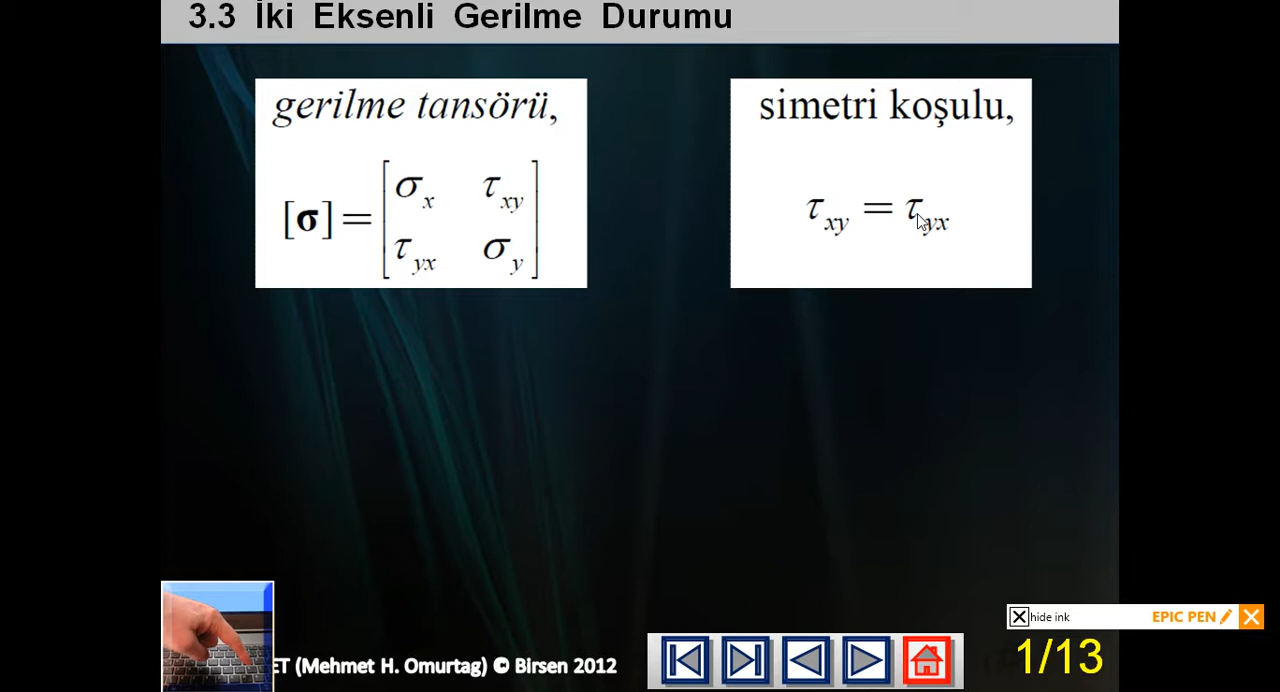 3.3 İki Eksenli Gerilme Durumu
gerilme tansörü,
[σ] = [ σx τxy
τyx σy ]
simetri koşulu,
τxy = τyx
hide ink
EPIC PEN
ET (Mehmet H. Omurtag) © Birsen 2012
1/13